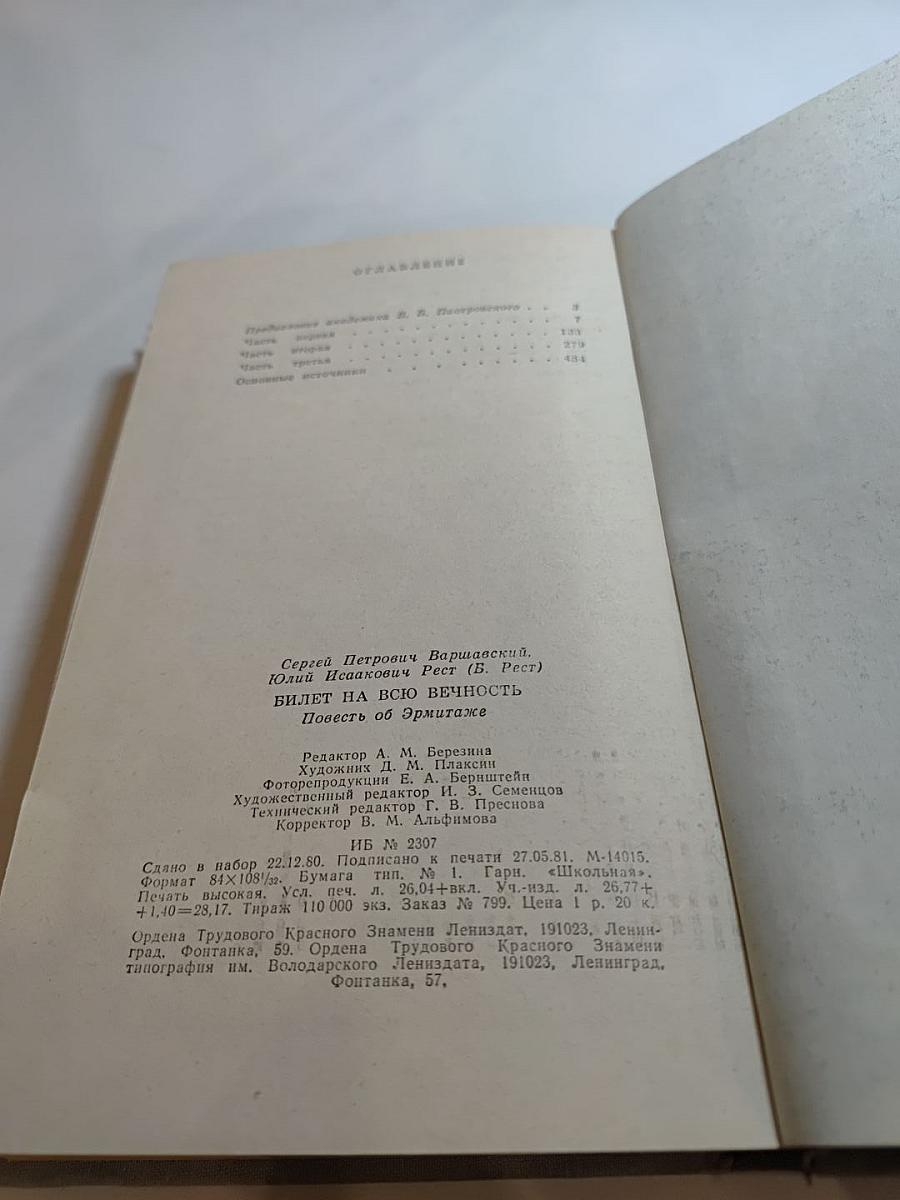 ОГЛАВЛЕНИЕ
Предисловие академика Б. Б. Пиотровского . . 3
Часть первая . . . . . . . . . . . 7
Часть вторая . . . . . . . . . . . 133
Часть третья . . . . . . . . . . . 279
Основные источники . . . . . . . . 434
Сергей Петрович Варшавский,
Юлий Исаакович Рест (Б. Рест)
БИЛЕТ НА ВСЮ ВЕЧНОСТЬ
Повесть об Эрмитаже
Редактор А. М. Березина
Художник Д. М. Плаксин
Фоторепродукции Е. А. Бернштейн
Художественный редактор И. З. Семенцов
Технический редактор Г. В. Преснова
Корректор В. М. Альфимова
ИБ № 2307
Сдано в набор 22.12.80. Подписано к печати 27.05.81. М-14015.
Формат 84×108¹/₃₂. Бумага тип. № 1. Гарн. «Школьная».
Печать высокая. Усл. печ. л. 26,04+вкл. Уч.-изд. л. 26,77+
+1,40=28,17. Тираж 110 000 экз. Заказ № 799. Цена 1 р. 20 к.
Ордена Трудового Красного Знамени Лениздат, 191023, Ленин-
град, Фонтанка, 59. Ордена Трудового Красного Знамени
типография им. Володарского Лениздата, 191023, Ленинград,
Фонтанка, 57,